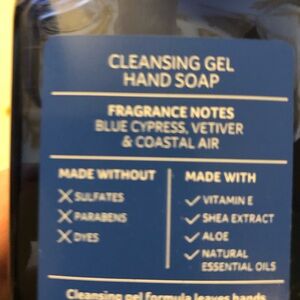 CLEANSING GEL
HAND SOAP
FRAGRANCE NOTES
BLUE CYPRESS, VETIVER
& COASTAL AIR
MADE WITHOUT
SULFATES
PARABENS
DYES
MADE WITH
VITAMIN E
SHEA EXTRACT
ALOE
NATURAL
ESSENTIAL OILS
Cleansing gel formula leaves hands